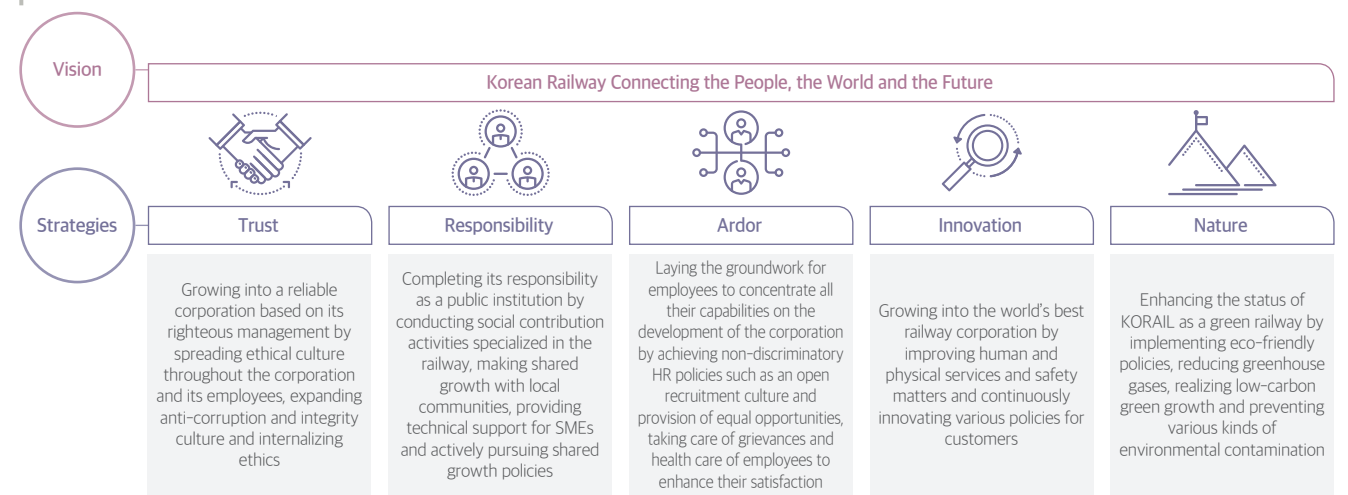 Vision
Korean Railway Connecting the People, the World and the Future
Strategies
Trust
Growing into a reliable
corporation based on its
righteous management by
spreading ethical culture
throughout the corporation
and its employees, expanding
anti-corruption and integrity
culture and internalizing
ethics
Responsibility
Completing its responsibility
as a public institution by
conducting social contribution
activities specialized in the
railway, making shared
growth with local
communities, providing
technical support for SMEs
and actively pursuing shared
growth policies
Ardor
Laying the groundwork for
employees to concentrate all
their capabilities on the
development of the corporation
by achieving non-discriminatory
HR policies such as an open
recruitment culture and
provision of equal opportunities,
taking care of grievances and
health care of employees to
enhance their satisfaction
Innovation
Growing into the world's best
railway corporation by
improving human and
physical services and safety
matters and continuously
innovating various policies for
customers
Nature
Enhancing the status of
KORAIL as a green railway by
implementing eco-friendly
policies, reducing greenhouse
gases, realizing low-carbon
green growth and preventing
various kinds of
environmental contamination